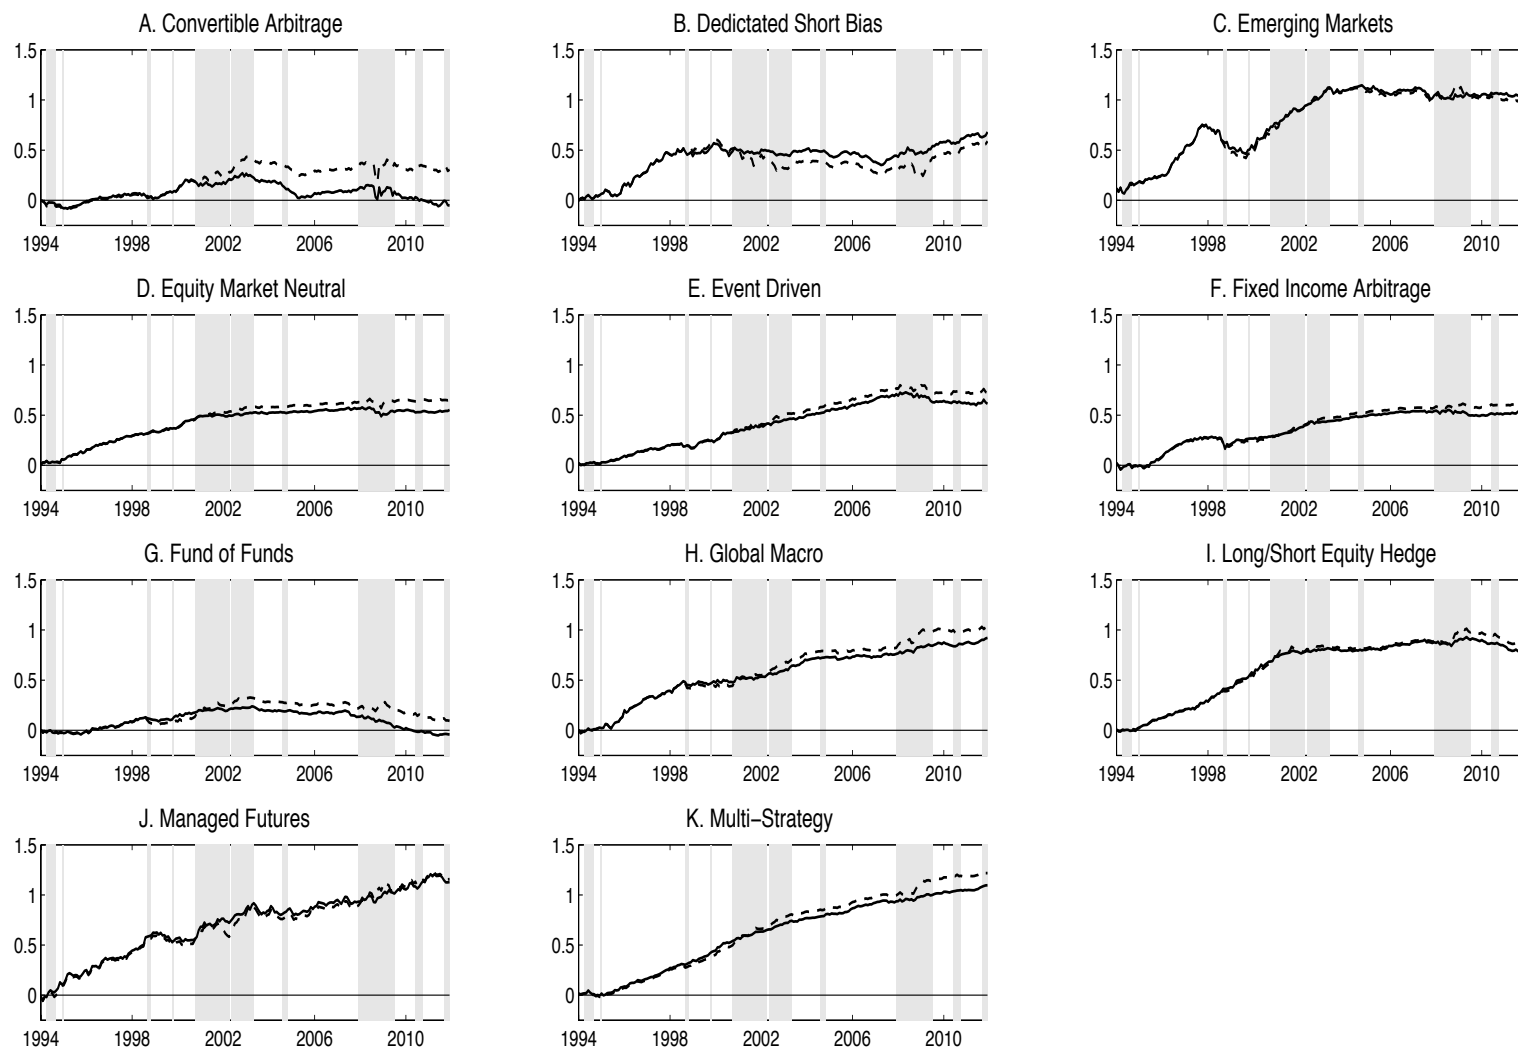 A. Convertible Arbitrage
1.5
1
0.5
0
1994 1998 2002 2006 2010
B. Dedictated Short Bias
1.5
1
0.5
0
1994 1998 2002 2006 2010
C. Emerging Markets
1.5
1
0.5
0
1994 1998 2002 2006 2010
D. Equity Market Neutral
1.5
1
0.5
0
1994 1998 2002 2006 2010
E. Event Driven
1.5
1
0.5
0
1994 1998 2002 2006 2010
F. Fixed Income Arbitrage
1.5
1
0.5
0
1994 1998 2002 2006 2010
G. Fund of Funds
1.5
1
0.5
0
1994 1998 2002 2006 2010
H. Global Macro
1.5
1
0.5
0
1994 1998 2002 2006 2010
I. Long/Short Equity Hedge
1.5
1
0.5
0
1994 1998 2002 2006 2010
J. Managed Futures
1.5
1
0.5
0
1994 1998 2002 2006 2010
K. Multi−Strategy
1.5
1
0.5
0
1994 1998 2002 2006 2010